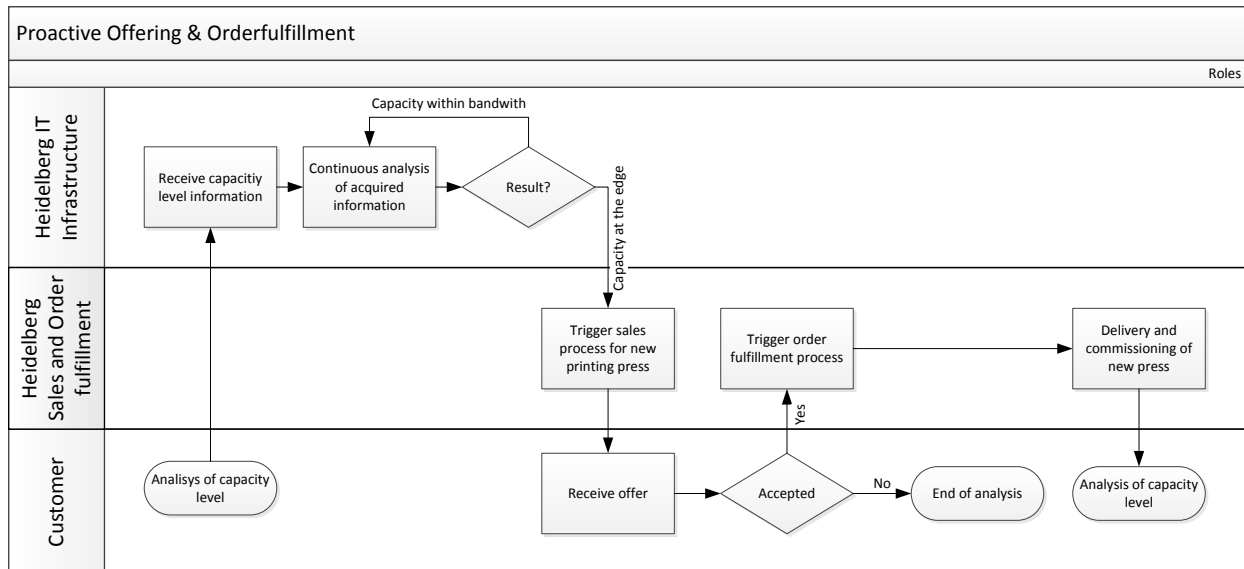 Proactive Offering & Orderfulfillment
Roles
Heidelberg IT
Infrastructure
Capacity within bandwith
Receive capacitiy
level information
Continuous analysis
of acquired
information
Result?
Capacity at the edge
Heidelberg
Sales and Order
fulfillment
Trigger sales
process for new
printing press
Trigger order
fulfillment process
Delivery and
commissioning of
new press
Yes
Customer
Analisys of capacity
level
Receive offer
Accepted
No
End of analysis
Analysis of capacity
level